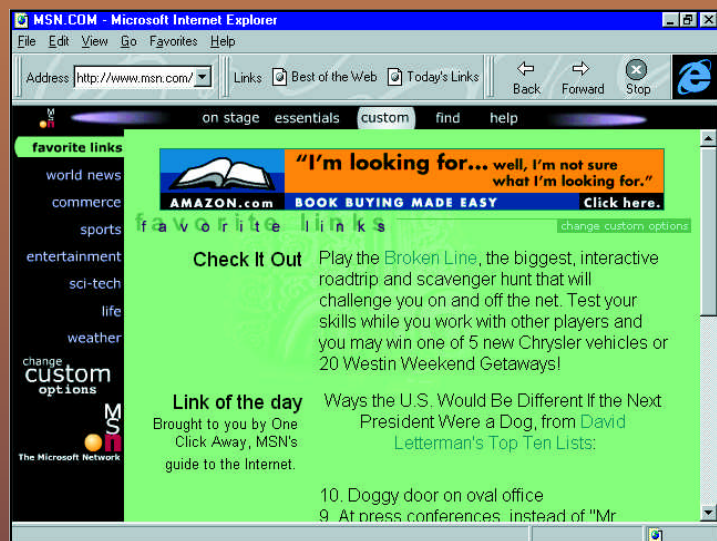 MSN.COM - Microsoft Internet Explorer
File Edit View Go Favorites Help
Address http://www.msn.com/ Links Best of the Web Today's Links Back Forward Stop
msn on stage essentials custom find help
favorite links
world news
commerce
sports
entertainment
sci-tech
life
weather
change
custom
options
MSN
The Microsoft Network
"I'm looking for... well, I'm not sure
what I'm looking for."
AMAZON.com BOOK BUYING MADE EASY Click here.
favorite links
favorite links
change custom options
Check It Out
Play the Broken Line, the biggest, interactive
roadtrip and scavenger hunt that will
challenge you on and off the net. Test your
skills while you work with other players and
you may win one of 5 new Chrysler vehicles or
20 Westin Weekend Getaways!
Link of the day
Brought to you by One
Click Away, MSN's
guide to the Internet.
Ways the U.S. Would Be Different If the Next
President Were a Dog, from David
Letterman's Top Ten Lists:
10. Doggy door on oval office
9. At press conferences, instead of "Mr